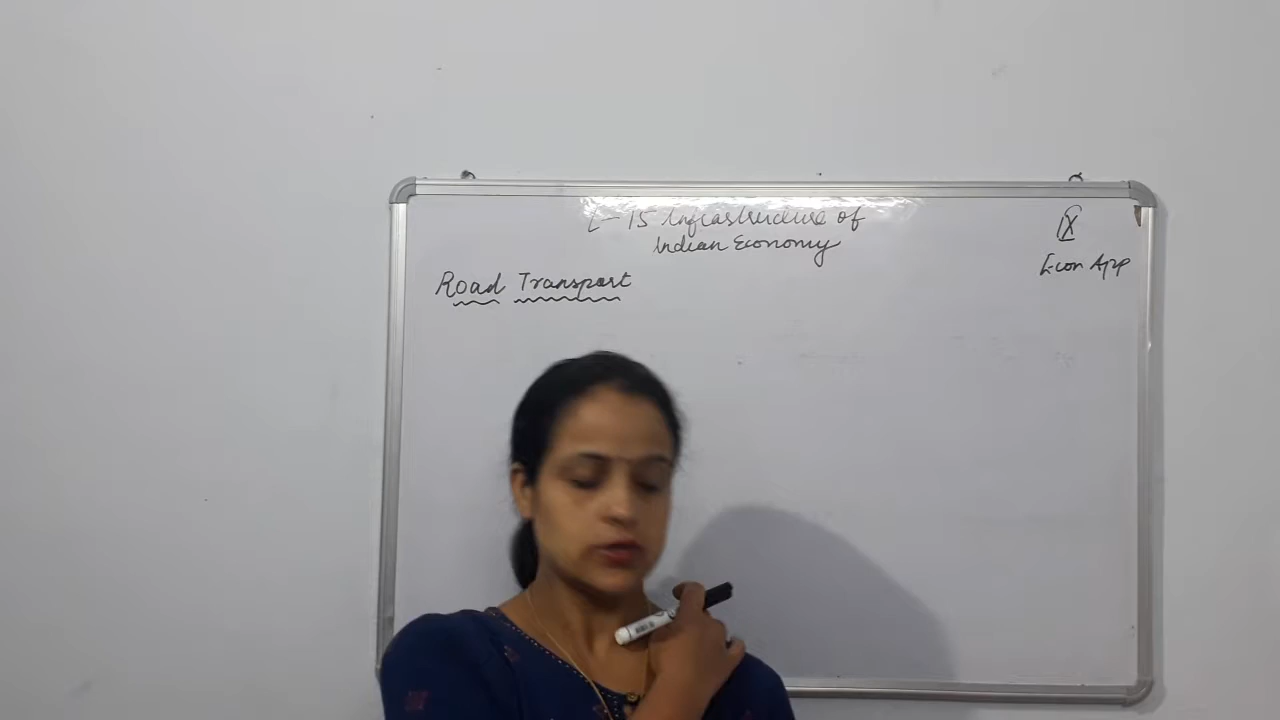 L-15 Infrastructure of
Indian Economy
IX
Econ App
Road Transport